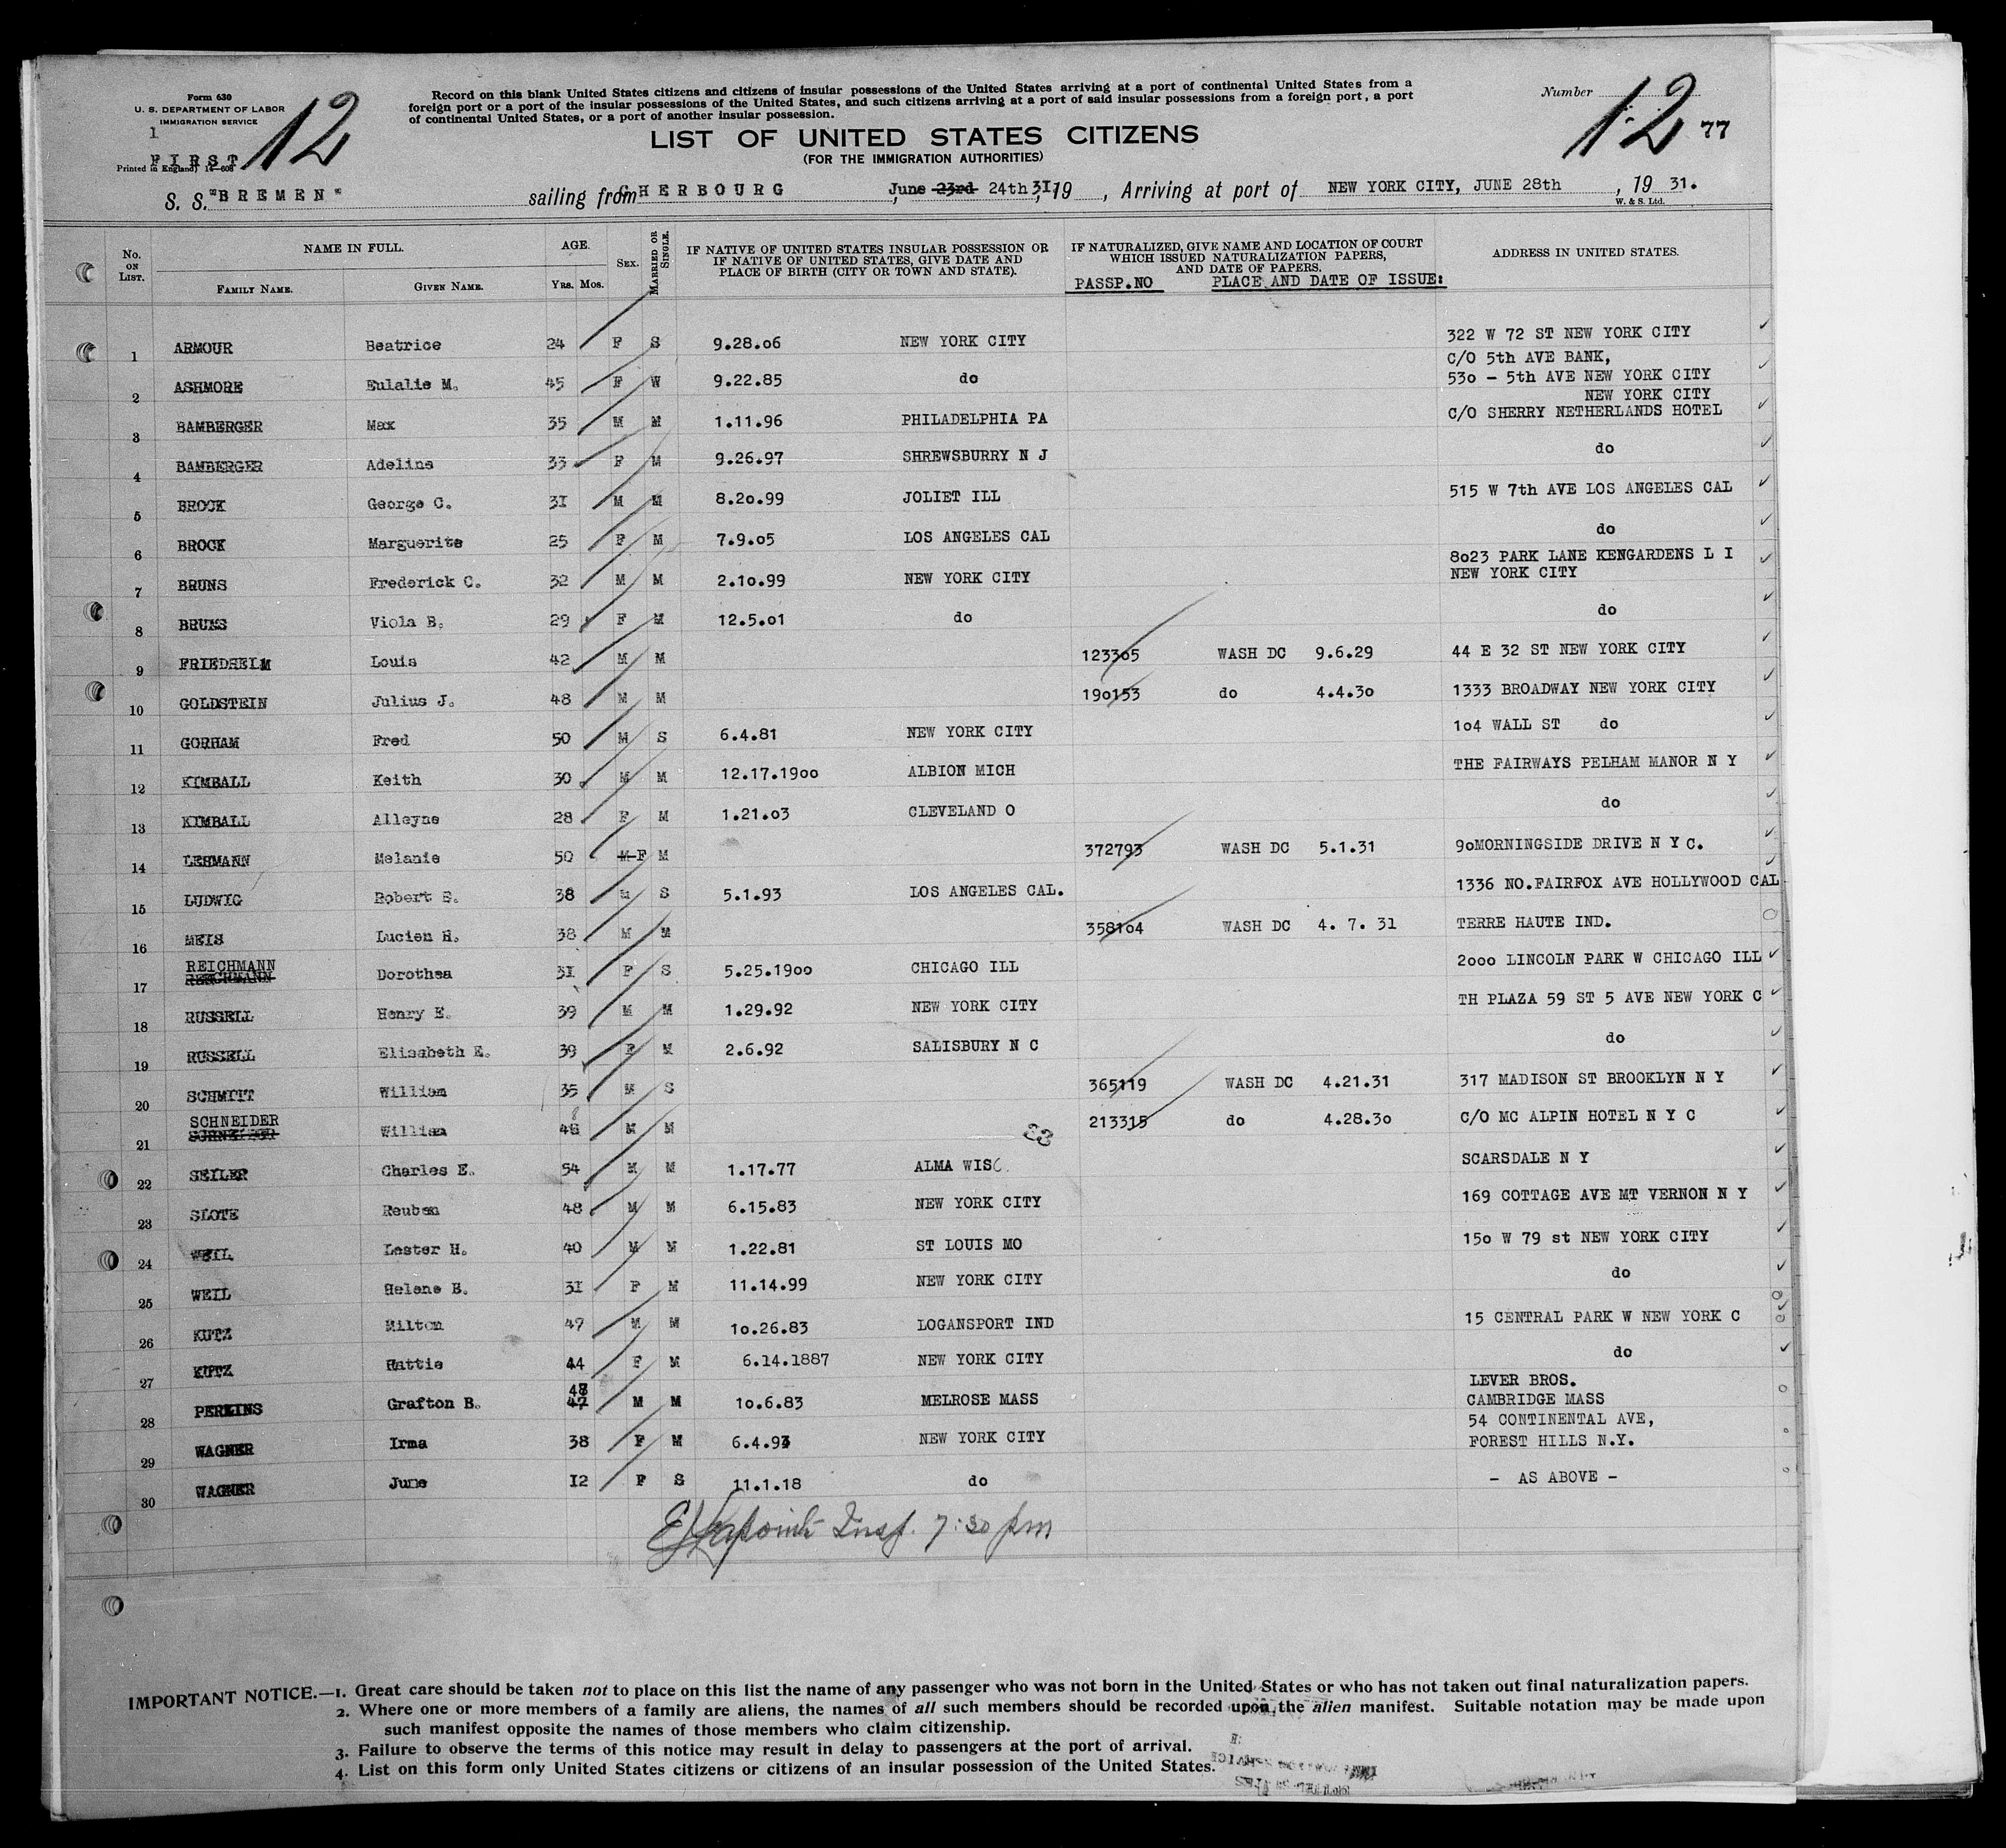 Form 630
U. S. DEPARTMENT OF LABOR
IMMIGRATION SERVICE
1
FIRST
Printed in England) 14—608
12
Record on this blank United States citizens and citizens of insular possessions of the United States arriving at a port of continental United States from a
foreign port or a port of the insular possessions of the United States, and such citizens arriving at a port of said insular possessions from a foreign port, a port
of continental United States, or a port of another insular possession.
LIST OF UNITED STATES CITIZENS
(FOR THE IMMIGRATION AUTHORITIES)
Number 12 77
S. S. "BREMEN" sailing from CHERBOURG, June 23rd 24th 31, 19 , Arriving at port of NEW YORK CITY, JUNE 28th , 19 31.
W. & S. Ltd.
No. ON LIST. NAME IN FULL. FAMILY NAME. GIVEN NAME. AGE. YRS. MOS. SEX. MARRIED OR SINGLE. IF NATIVE OF UNITED STATES INSULAR POSSESSION OR IF NATIVE OF UNITED STATES, GIVE DATE AND PLACE OF BIRTH (CITY OR TOWN AND STATE). IF NATURALIZED, GIVE NAME AND LOCATION OF COURT WHICH ISSUED NATURALIZATION PAPERS, AND DATE OF PAPERS. PASSP.NO PLACE AND DATE OF ISSUE: ADDRESS IN UNITED STATES.
1 ARMOUR Beatrice 24 F S 9.28.06 NEW YORK CITY 322 W 72 ST NEW YORK CITY
2 ASHMORE Eulalie M. 45 F W 9.22.85 do C/O 5th AVE BANK, 530 - 5th AVE NEW YORK CITY
3 BAMBERGER Max 35 M M 1.11.96 PHILADELPHIA PA NEW YORK CITY C/O SHERRY NETHERLANDS HOTEL
4 BAMBERGER Adeline 33 F M 9.26.97 SHREWSBURRY N J do
5 BROCK George C. 31 M M 8.20.99 JOLIET ILL 515 W 7th AVE LOS ANGELES CAL
6 BROCK Marguerite 25 F M 7.9.05 LOS ANGELES CAL do
7 BRUNS Frederick C. 32 M M 2.10.99 NEW YORK CITY 8023 PARK LANE KENGARDENS L I NEW YORK CITY
8 BRUNS Viola B. 29 F M 12.5.01 do do
9 FRIEDHEIM Louis 42 M M 123305 WASH DC 9.6.29 44 E 32 ST NEW YORK CITY
10 GOLDSTEIN Julius J. 48 M M 190153 do 4.4.30 1333 BROADWAY NEW YORK CITY
11 GORHAM Fred 50 M S 6.4.81 NEW YORK CITY 104 WALL ST do
12 KIMBALL Keith 30 M M 12.17.1900 ALBION MICH THE FAIRWAYS PELHAM MANOR N Y
13 KIMBALL Alleyne 28 F M 1.21.03 CLEVELAND O do
14 LEHMANN Melanie 50 M F M 372793 WASH DC 5.1.31 90MORNINGSIDE DRIVE N Y C.
15 LUDWIG Robert S. 38 M S 5.1.93 LOS ANGELES CAL. 1336 NO.FAIRFOX AVE HOLLYWOOD CAL
16 MEIS Lucien H. 38 M M 358104 WASH DC 4. 7. 31 TERRE HAUTE IND.
17 REICHMANN Dorothea 31 F S 5.25.1900 CHICAGO ILL 2000 LINCOLN PARK W CHICAGO ILL
18 RUSSELL Henry E. 39 M M 1.29.92 NEW YORK CITY TH PLAZA 59 ST 5 AVE NEW YORK C
19 RUSSELL Elisabeth E. 39 F M 2.6.92 SALISBURY N C do
20 SCHMITT William 35 M S 365119 WASH DC 4.21.31 317 MADISON ST BROOKLYN N Y
21 SCHNEIDER William 48 M M 83 213315 do 4.28.30 C/O MC ALPIN HOTEL N Y C
22 SEILER Charles E. 54 M M 1.17.77 ALMA WISC. SCARSDALE N Y
23 SLOTE Reuben 48 M M 6.15.83 NEW YORK CITY 169 COTTAGE AVE MT VERNON N Y
24 WEIL Lester H. 40 M M 1.22.81 ST LOUIS MO 150 W 79 st NEW YORK CITY
25 WEIL Helene B. 31 F M 11.14.99 NEW YORK CITY do
26 KUTZ Milton 47 M M 10.26.83 LOGANSPORT IND 15 CENTRAL PARK W NEW YORK C
27 KUTZ Hattie 44 F M 6.14.1887 NEW YORK CITY do
28 PERKINS Grafton B. 47 M M 10.6.83 MELROSE MASS LEVER BROS. CAMBRIDGE MASS
29 WAGNER Irma 38 F M 6.4.93 NEW YORK CITY 54 CONTINENTAL AVE, FOREST HILLS N.Y.
30 WAGNER June 12 F S 11.1.18 do - AS ABOVE -
Insp. 7:30 pm
IMPORTANT NOTICE.—1. Great care should be taken not to place on this list the name of any passenger who was not born in the United States or who has not taken out final naturalization papers.
2. Where one or more members of a family are aliens, the names of all such members should be recorded upon the alien manifest. Suitable notation may be made upon
such manifest opposite the names of those members who claim citizenship.
3. Failure to observe the terms of this notice may result in delay to passengers at the port of arrival.
4. List on this form only United States citizens or citizens of an insular possession of the United States.